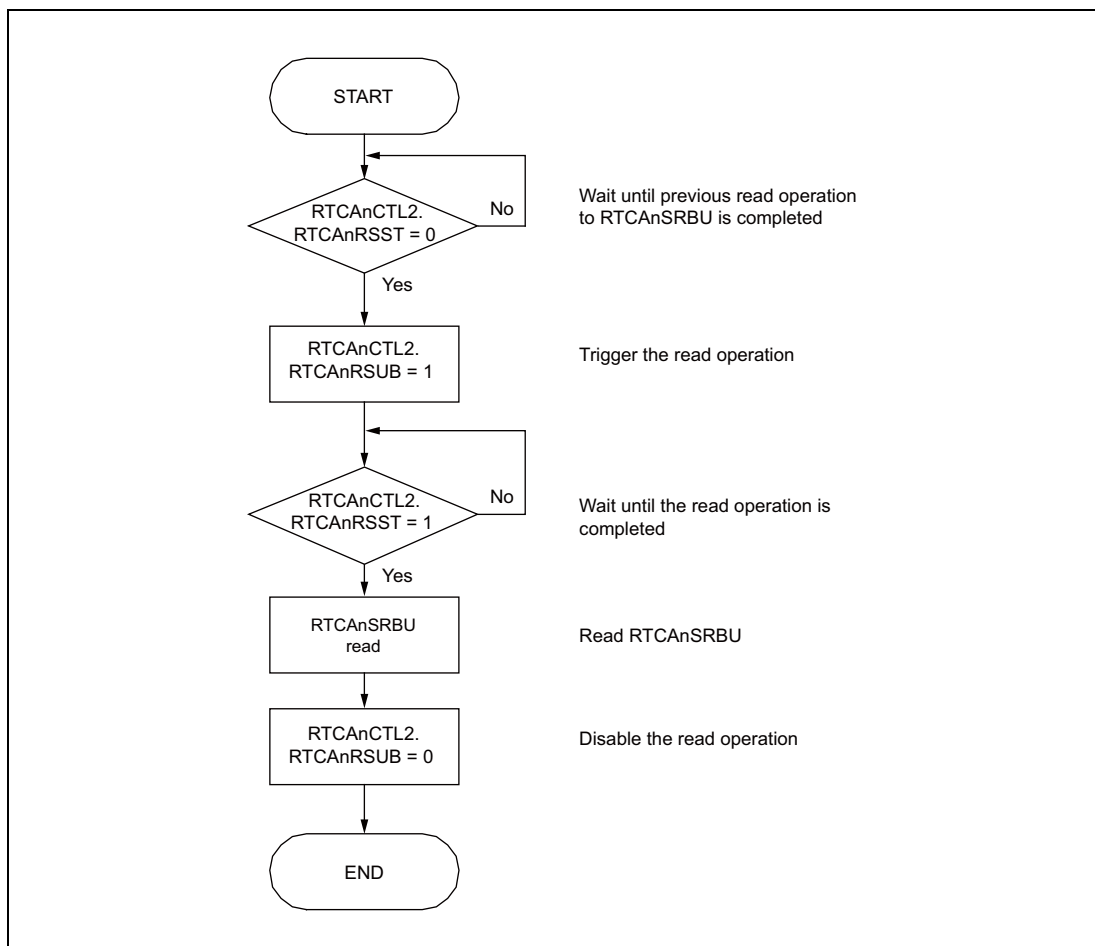 START
RTCAnCTL2.
RTCAnRSST = 0
No
Wait until previous read operation
to RTCAnSRBU is completed
Yes
RTCAnCTL2.
RTCAnRSUB = 1
Trigger the read operation
RTCAnCTL2.
RTCAnRSST = 1
No
Wait until the read operation is
completed
Yes
RTCAnSRBU
read
Read RTCAnSRBU
RTCAnCTL2.
RTCAnRSUB = 0
Disable the read operation
END